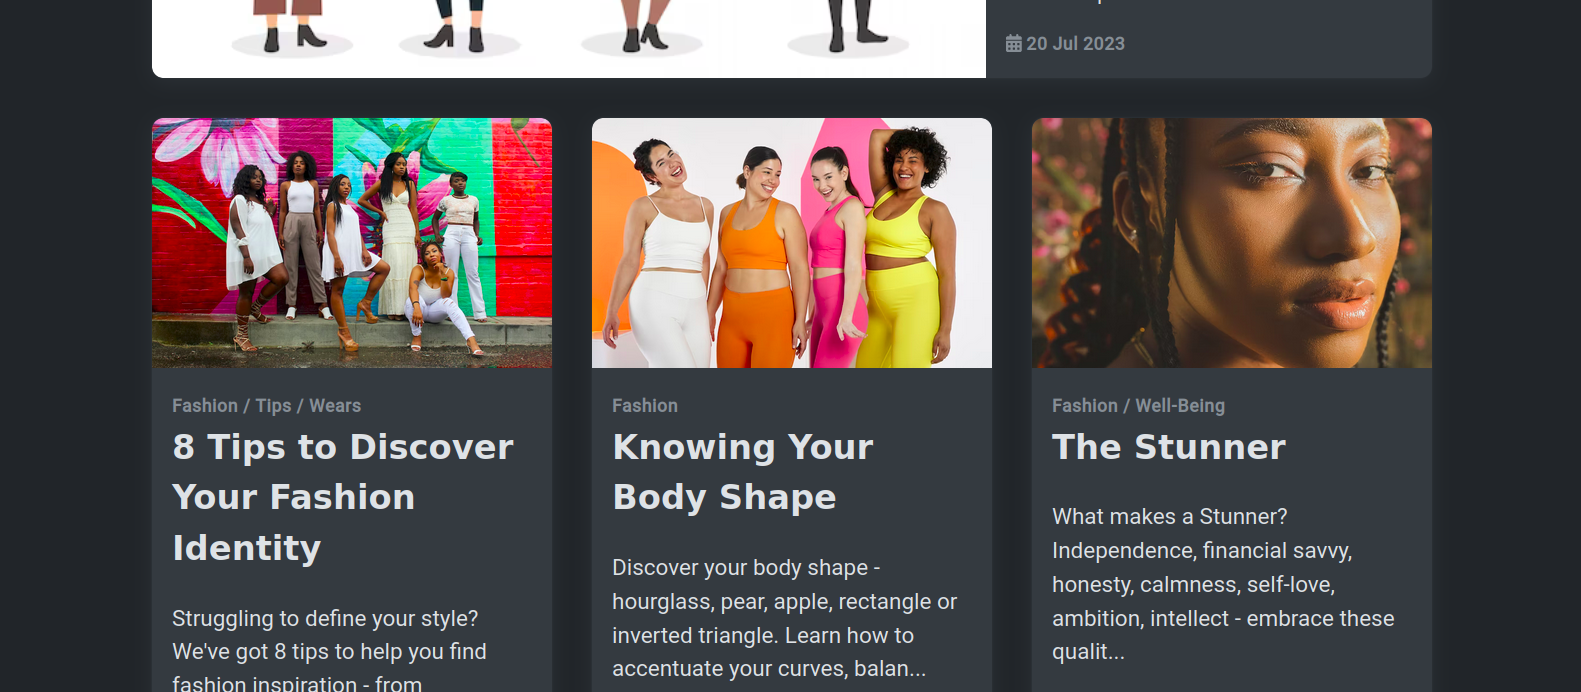 20 Jul 2023
Fashion / Tips / Wears
8 Tips to Discover
Your Fashion
Identity
Struggling to define your style?
We've got 8 tips to help you find
fashion inspiration - from
Fashion
Knowing Your
Body Shape
Discover your body shape -
hourglass, pear, apple, rectangle or
inverted triangle. Learn how to
accentuate your curves, balan...
Fashion / Well-Being
The Stunner
What makes a Stunner?
Independence, financial savvy,
honesty, calmness, self-love,
ambition, intellect - embrace these
qualit...